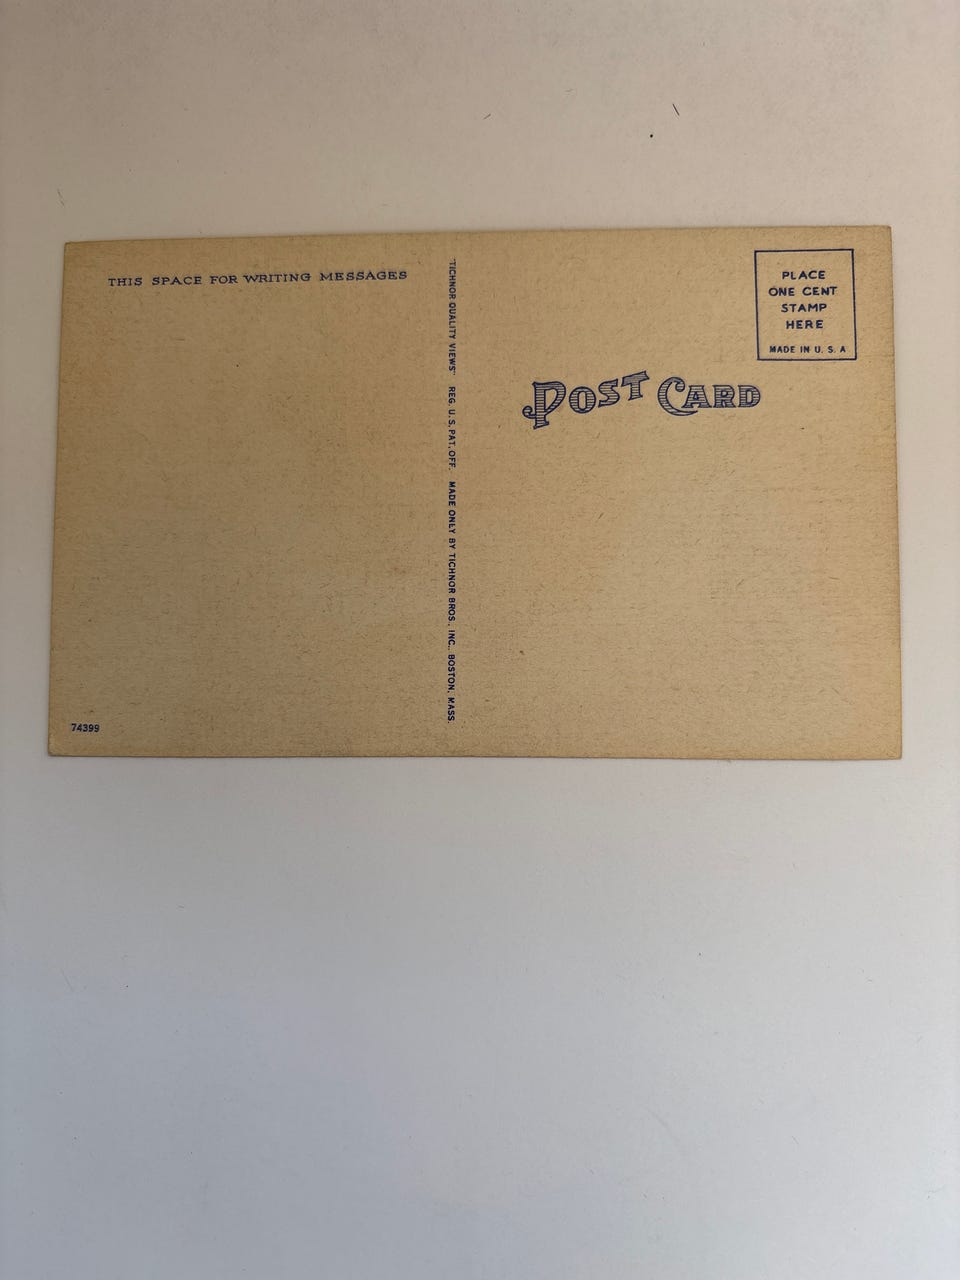 THIS SPACE FOR WRITING MESSAGES
"TICHNOR QUALITY VIEWS" REG. U. S. PAT. OFF. MADE ONLY BY TICHNOR BROS., INC., BOSTON, MASS.
PLACE
ONE CENT
STAMP
HERE
MADE IN U. S. A
POST CARD
74399